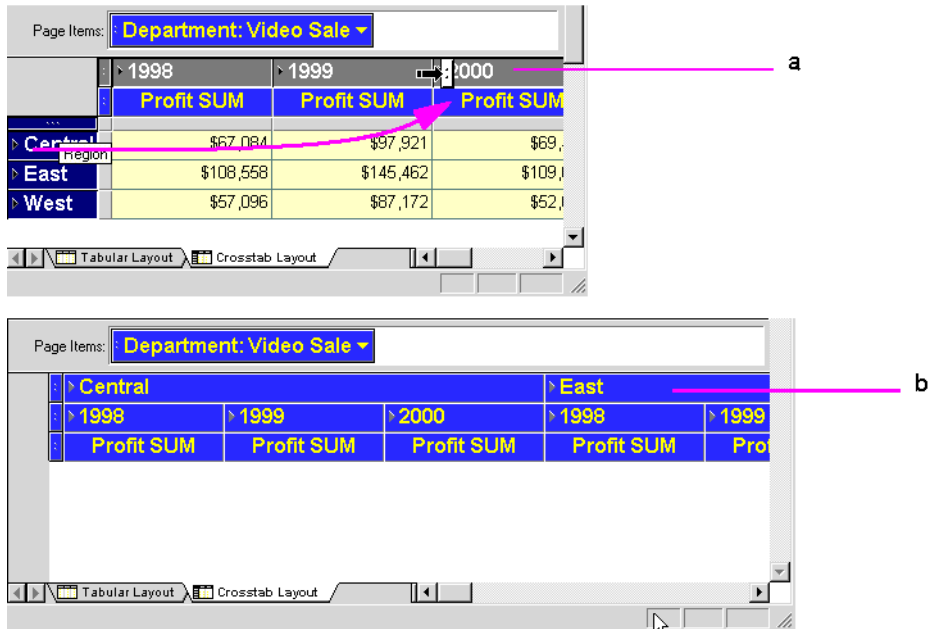 Page Items: Department: Video Sale
a
1998 1999 2000
Profit SUM Profit SUM Profit SUM
Central $67,084 $97,921 $69,
Region
East $108,558 $145,462 $109,
West $57,096 $87,172 $52,
Tabular Layout Crosstab Layout
Page Items: Department: Video Sale
Central East
b
1998 1999 2000 1998 1999
Profit SUM Profit SUM Profit SUM Profit SUM Pro
Tabular Layout Crosstab Layout